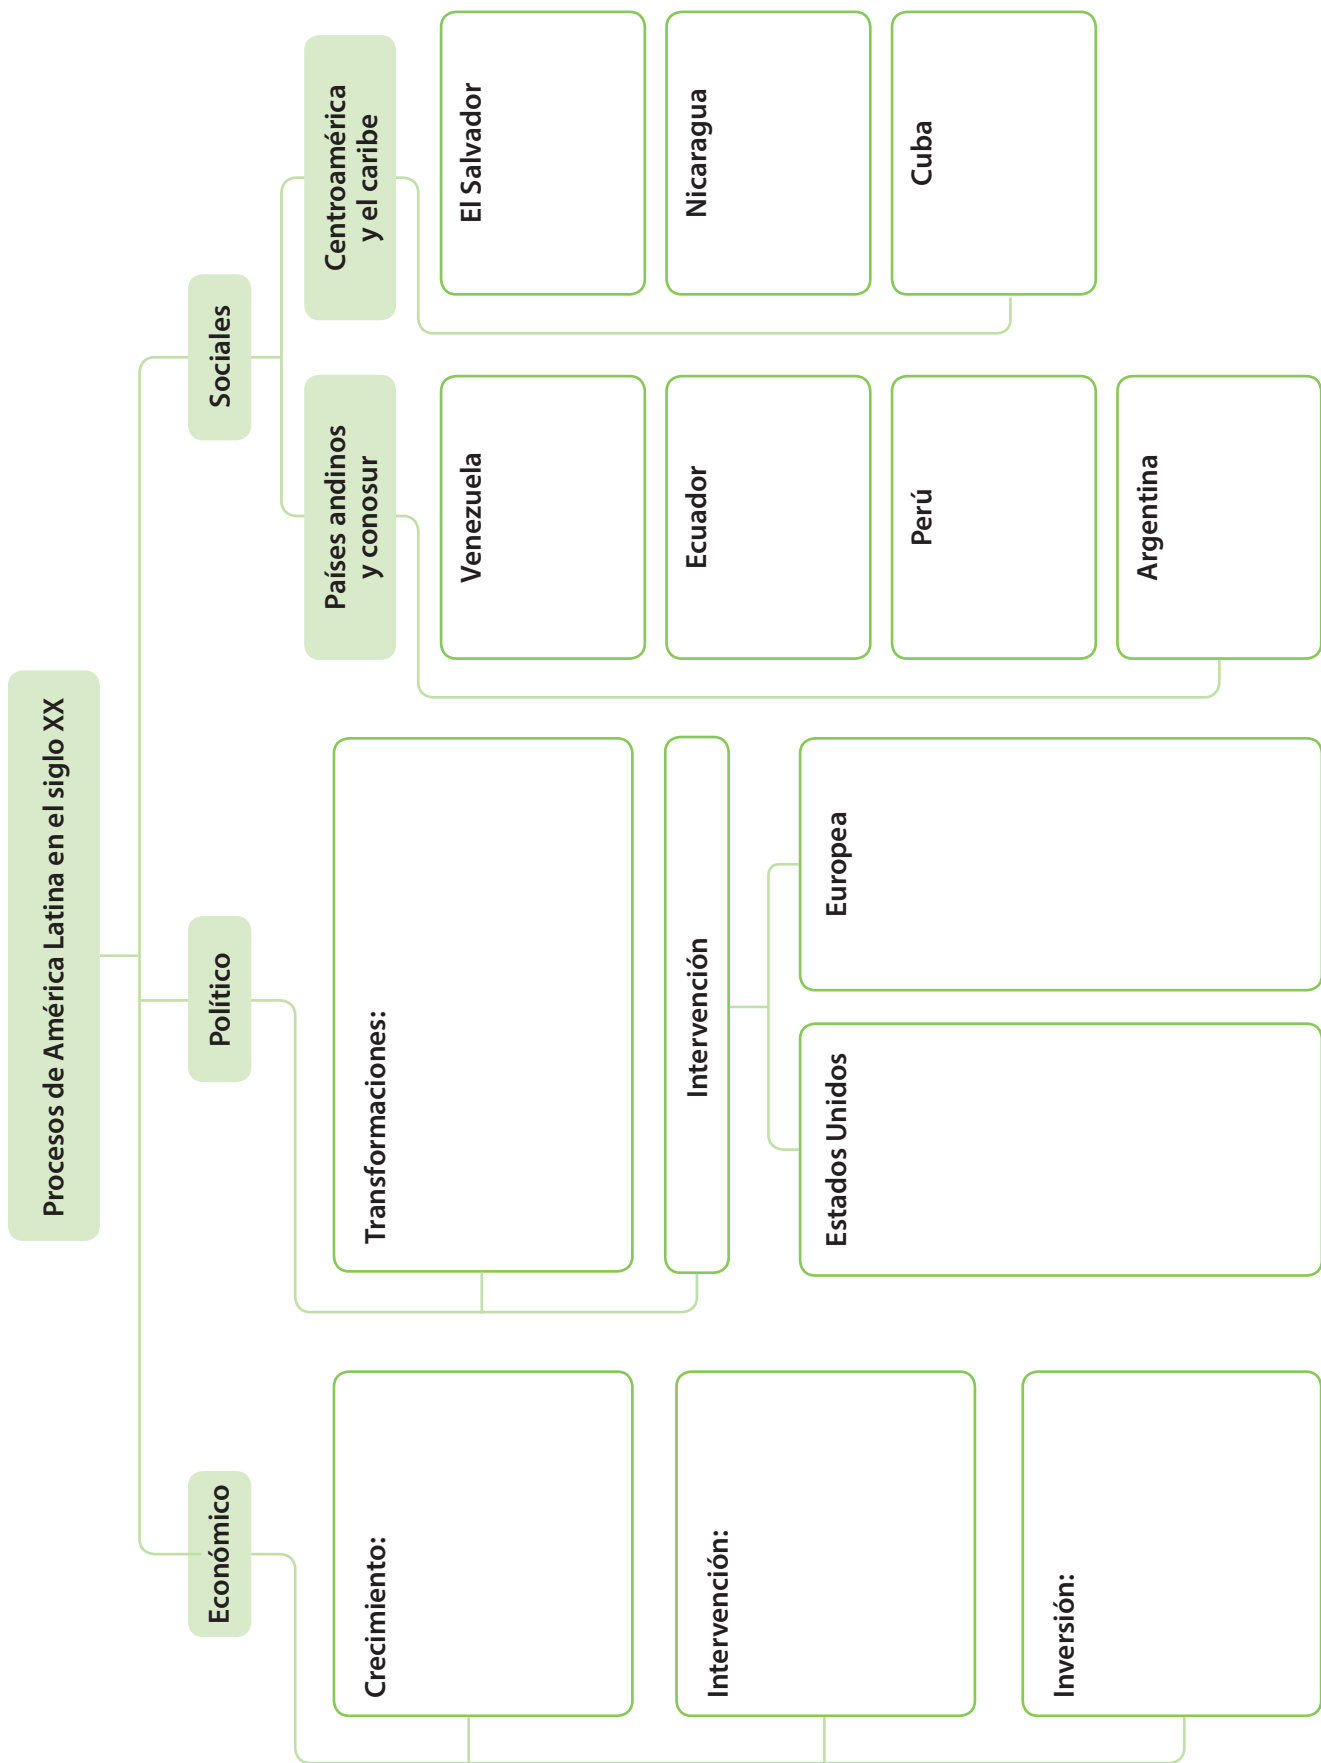 Procesos de América Latina en el siglo XX
Económico
Crecimiento:
Intervención:
Inversión:
Político
Transformaciones:
Intervención
Estados Unidos
Europea
Sociales
Países andinos
y conosur
Venezuela
Ecuador
Perú
Argentina
Centroamérica
y el caribe
El Salvador
Nicaragua
Cuba